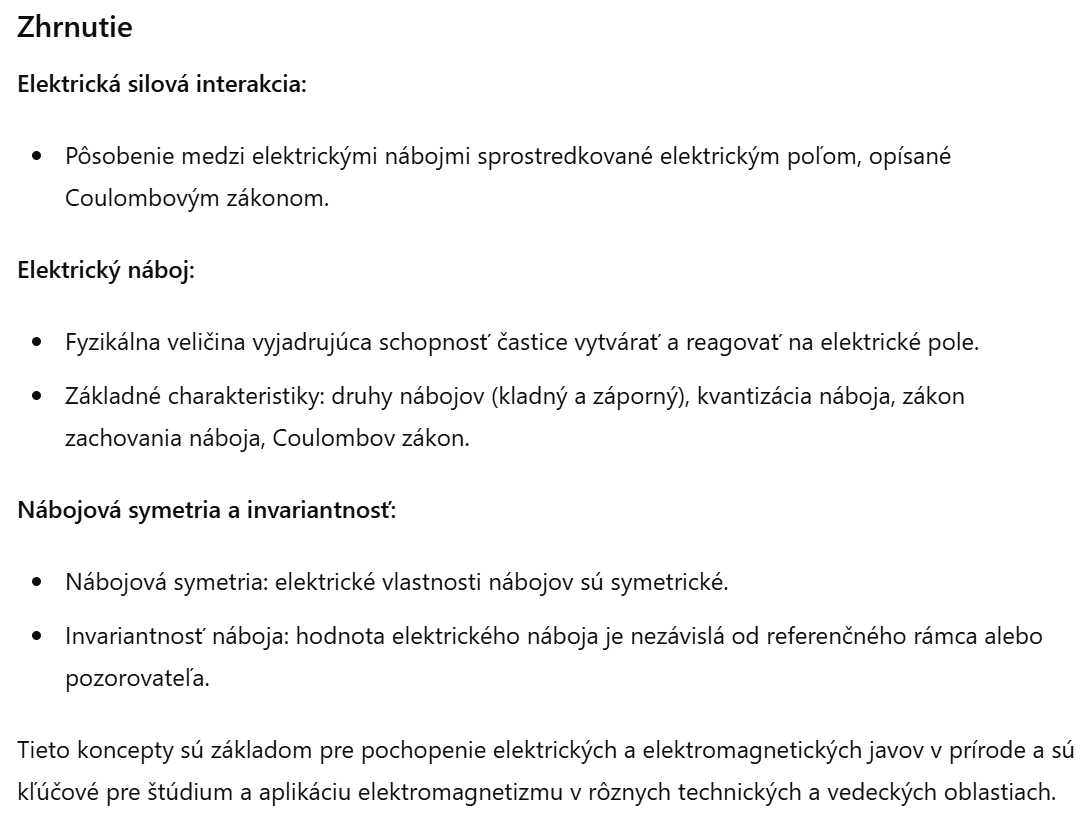 Zhrnutie
Elektrická silová interakcia:
• Pôsobenie medzi elektrickými nábojmi sprostredkované elektrickým poľom, opísané
Coulombovým zákonom.
Elektrický náboj:
• Fyzikálna veličina vyjadrujúca schopnosť častice vytvárať a reagovať na elektrické pole.
• Základné charakteristiky: druhy nábojov (kladný a záporný), kvantizácia náboja, zákon
zachovania náboja, Coulombov zákon.
Nábojová symetria a invariantnosť:
• Nábojová symetria: elektrické vlastnosti nábojov sú symetrické.
• Invariantnosť náboja: hodnota elektrického náboja je nezávislá od referenčného rámca alebo
pozorovateľa.
Tieto koncepty sú základom pre pochopenie elektrických a elektromagnetických javov v prírode a sú
kľúčové pre štúdium a aplikáciu elektromagnetizmu v rôznych technických a vedeckých oblastiach.